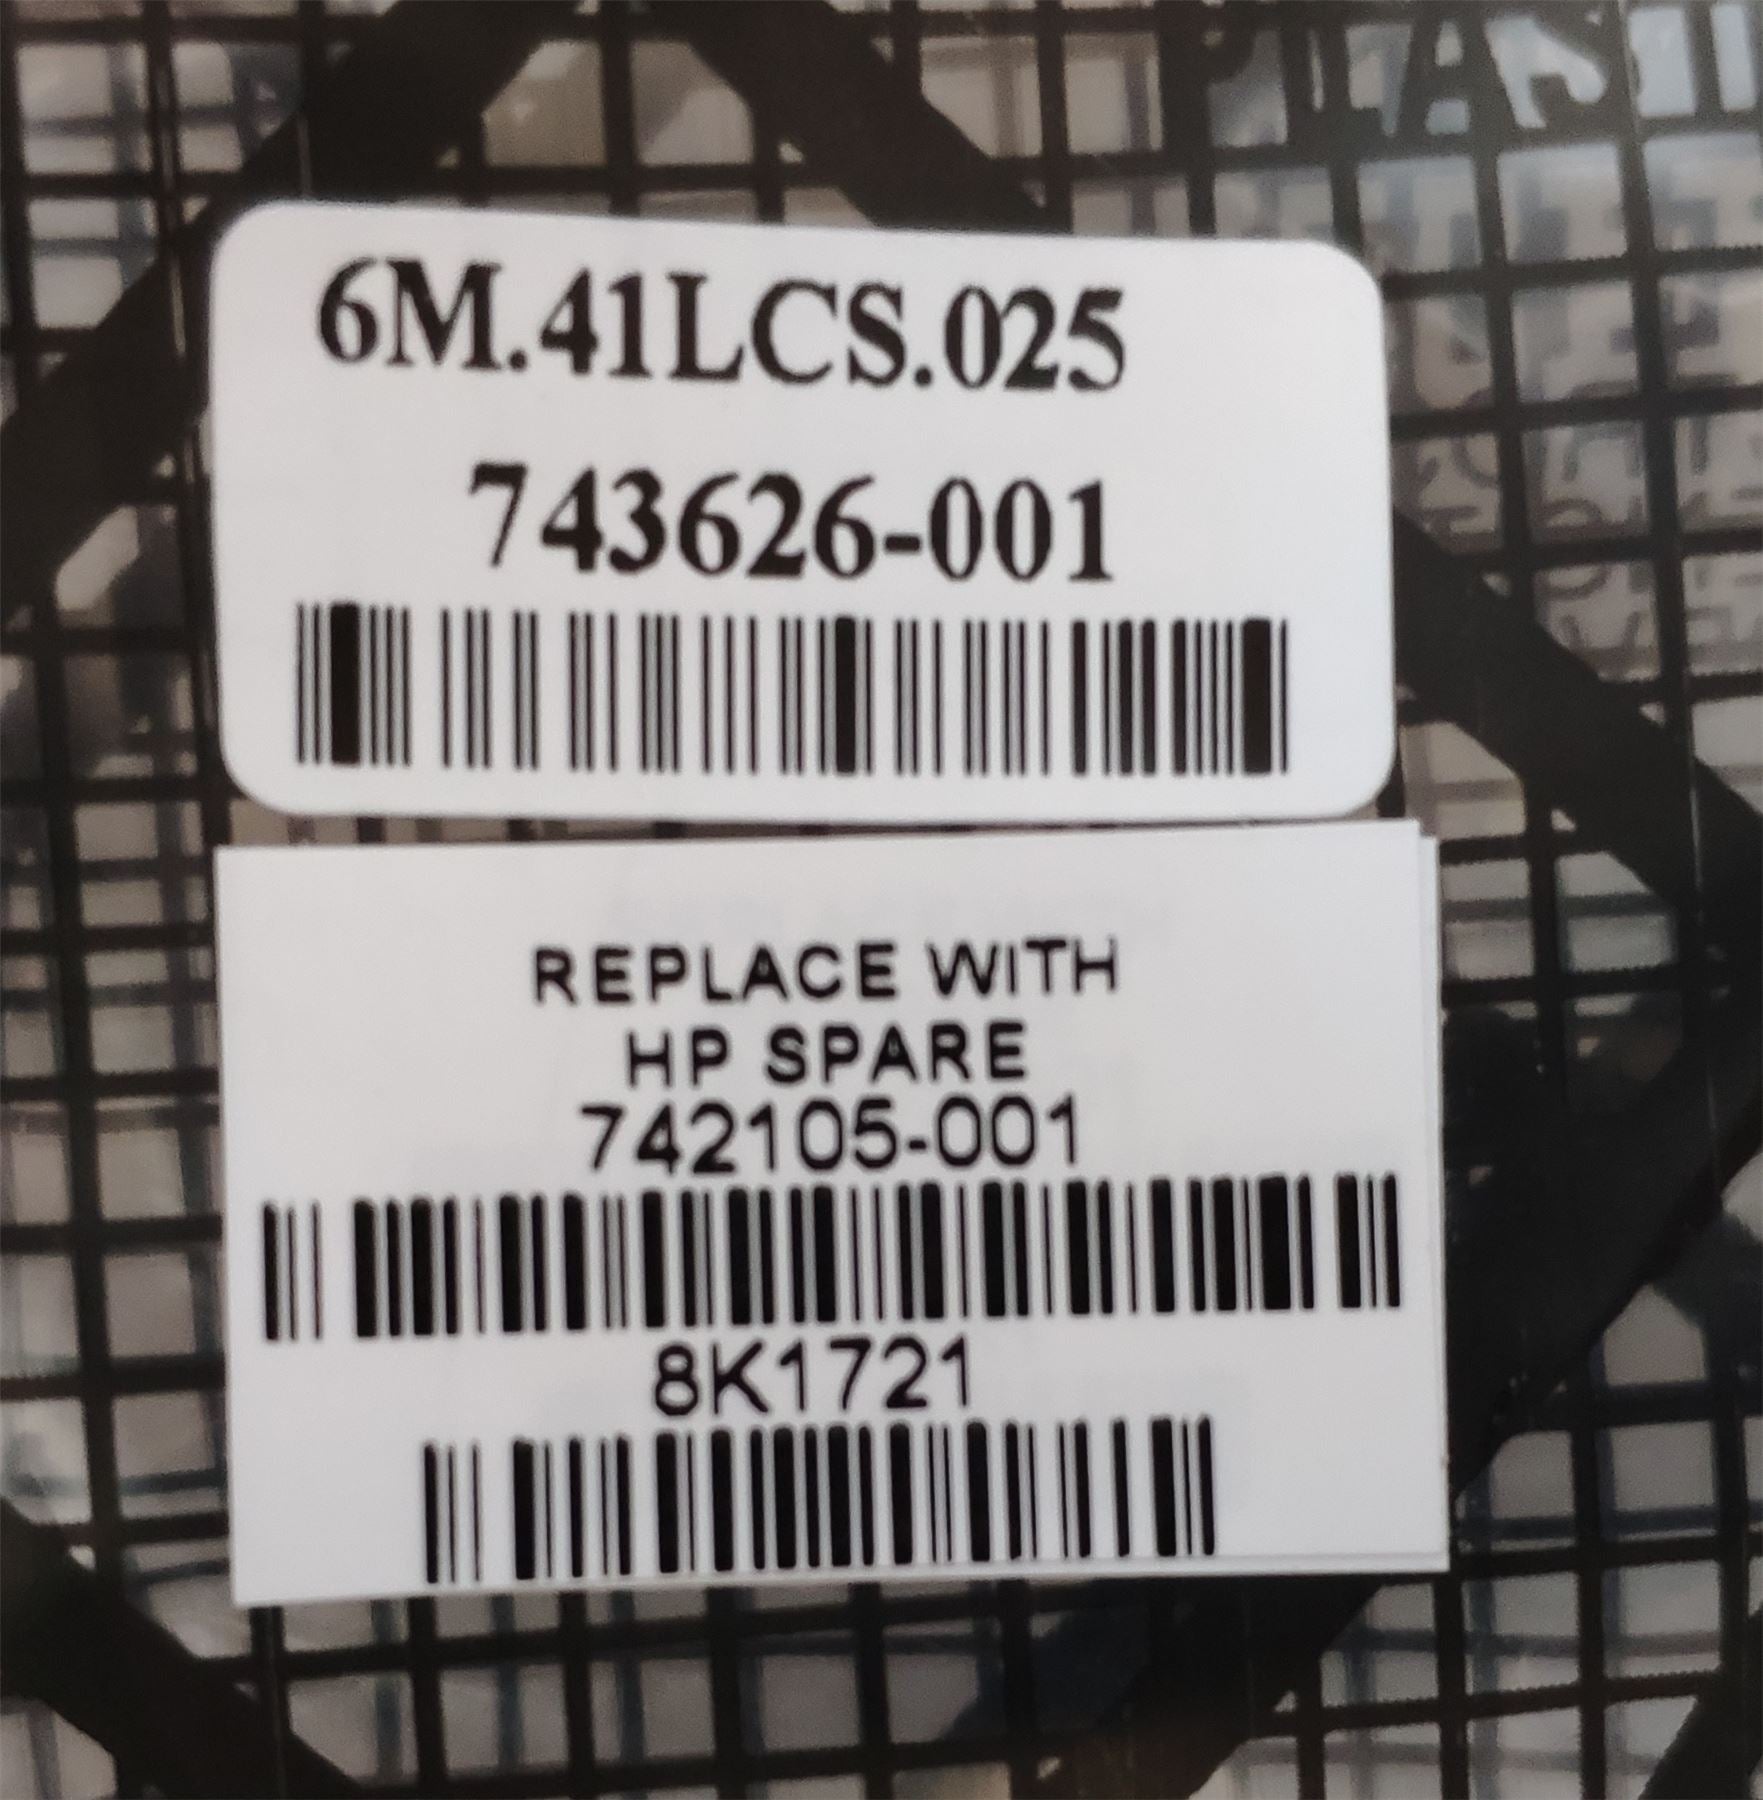 6M.41LCS.025
743626-001
REPLACE WITH
HP SPARE
742105-001
8K1721